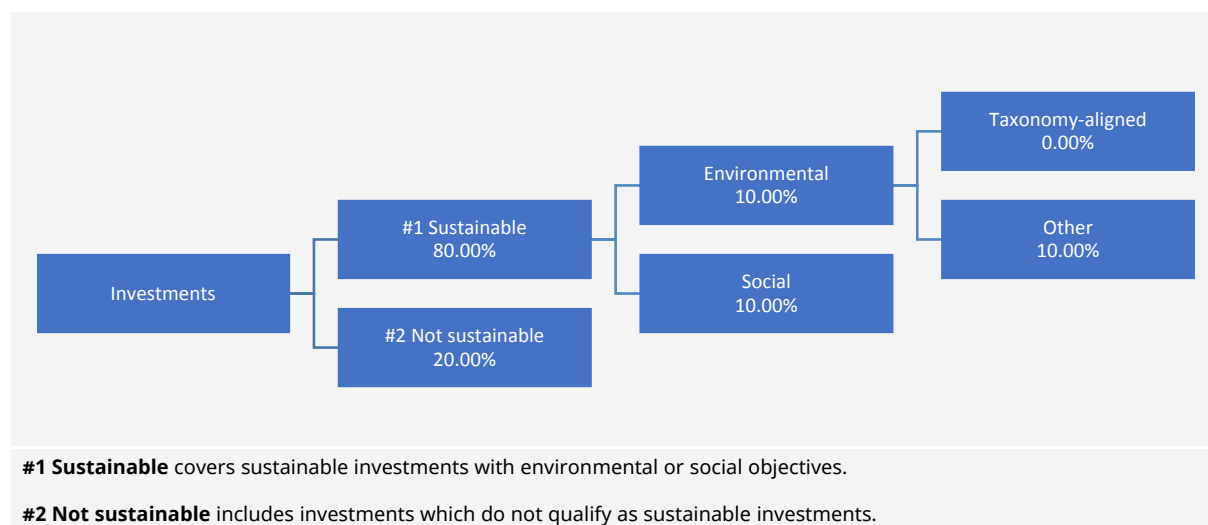 Investments
#1 Sustainable
80.00%
#2 Not sustainable
20.00%
Environmental
10.00%
Social
10.00%
Taxonomy-aligned
0.00%
Other
10.00%
#1 Sustainable covers sustainable investments with environmental or social objectives.
#2 Not sustainable includes investments which do not qualify as sustainable investments.